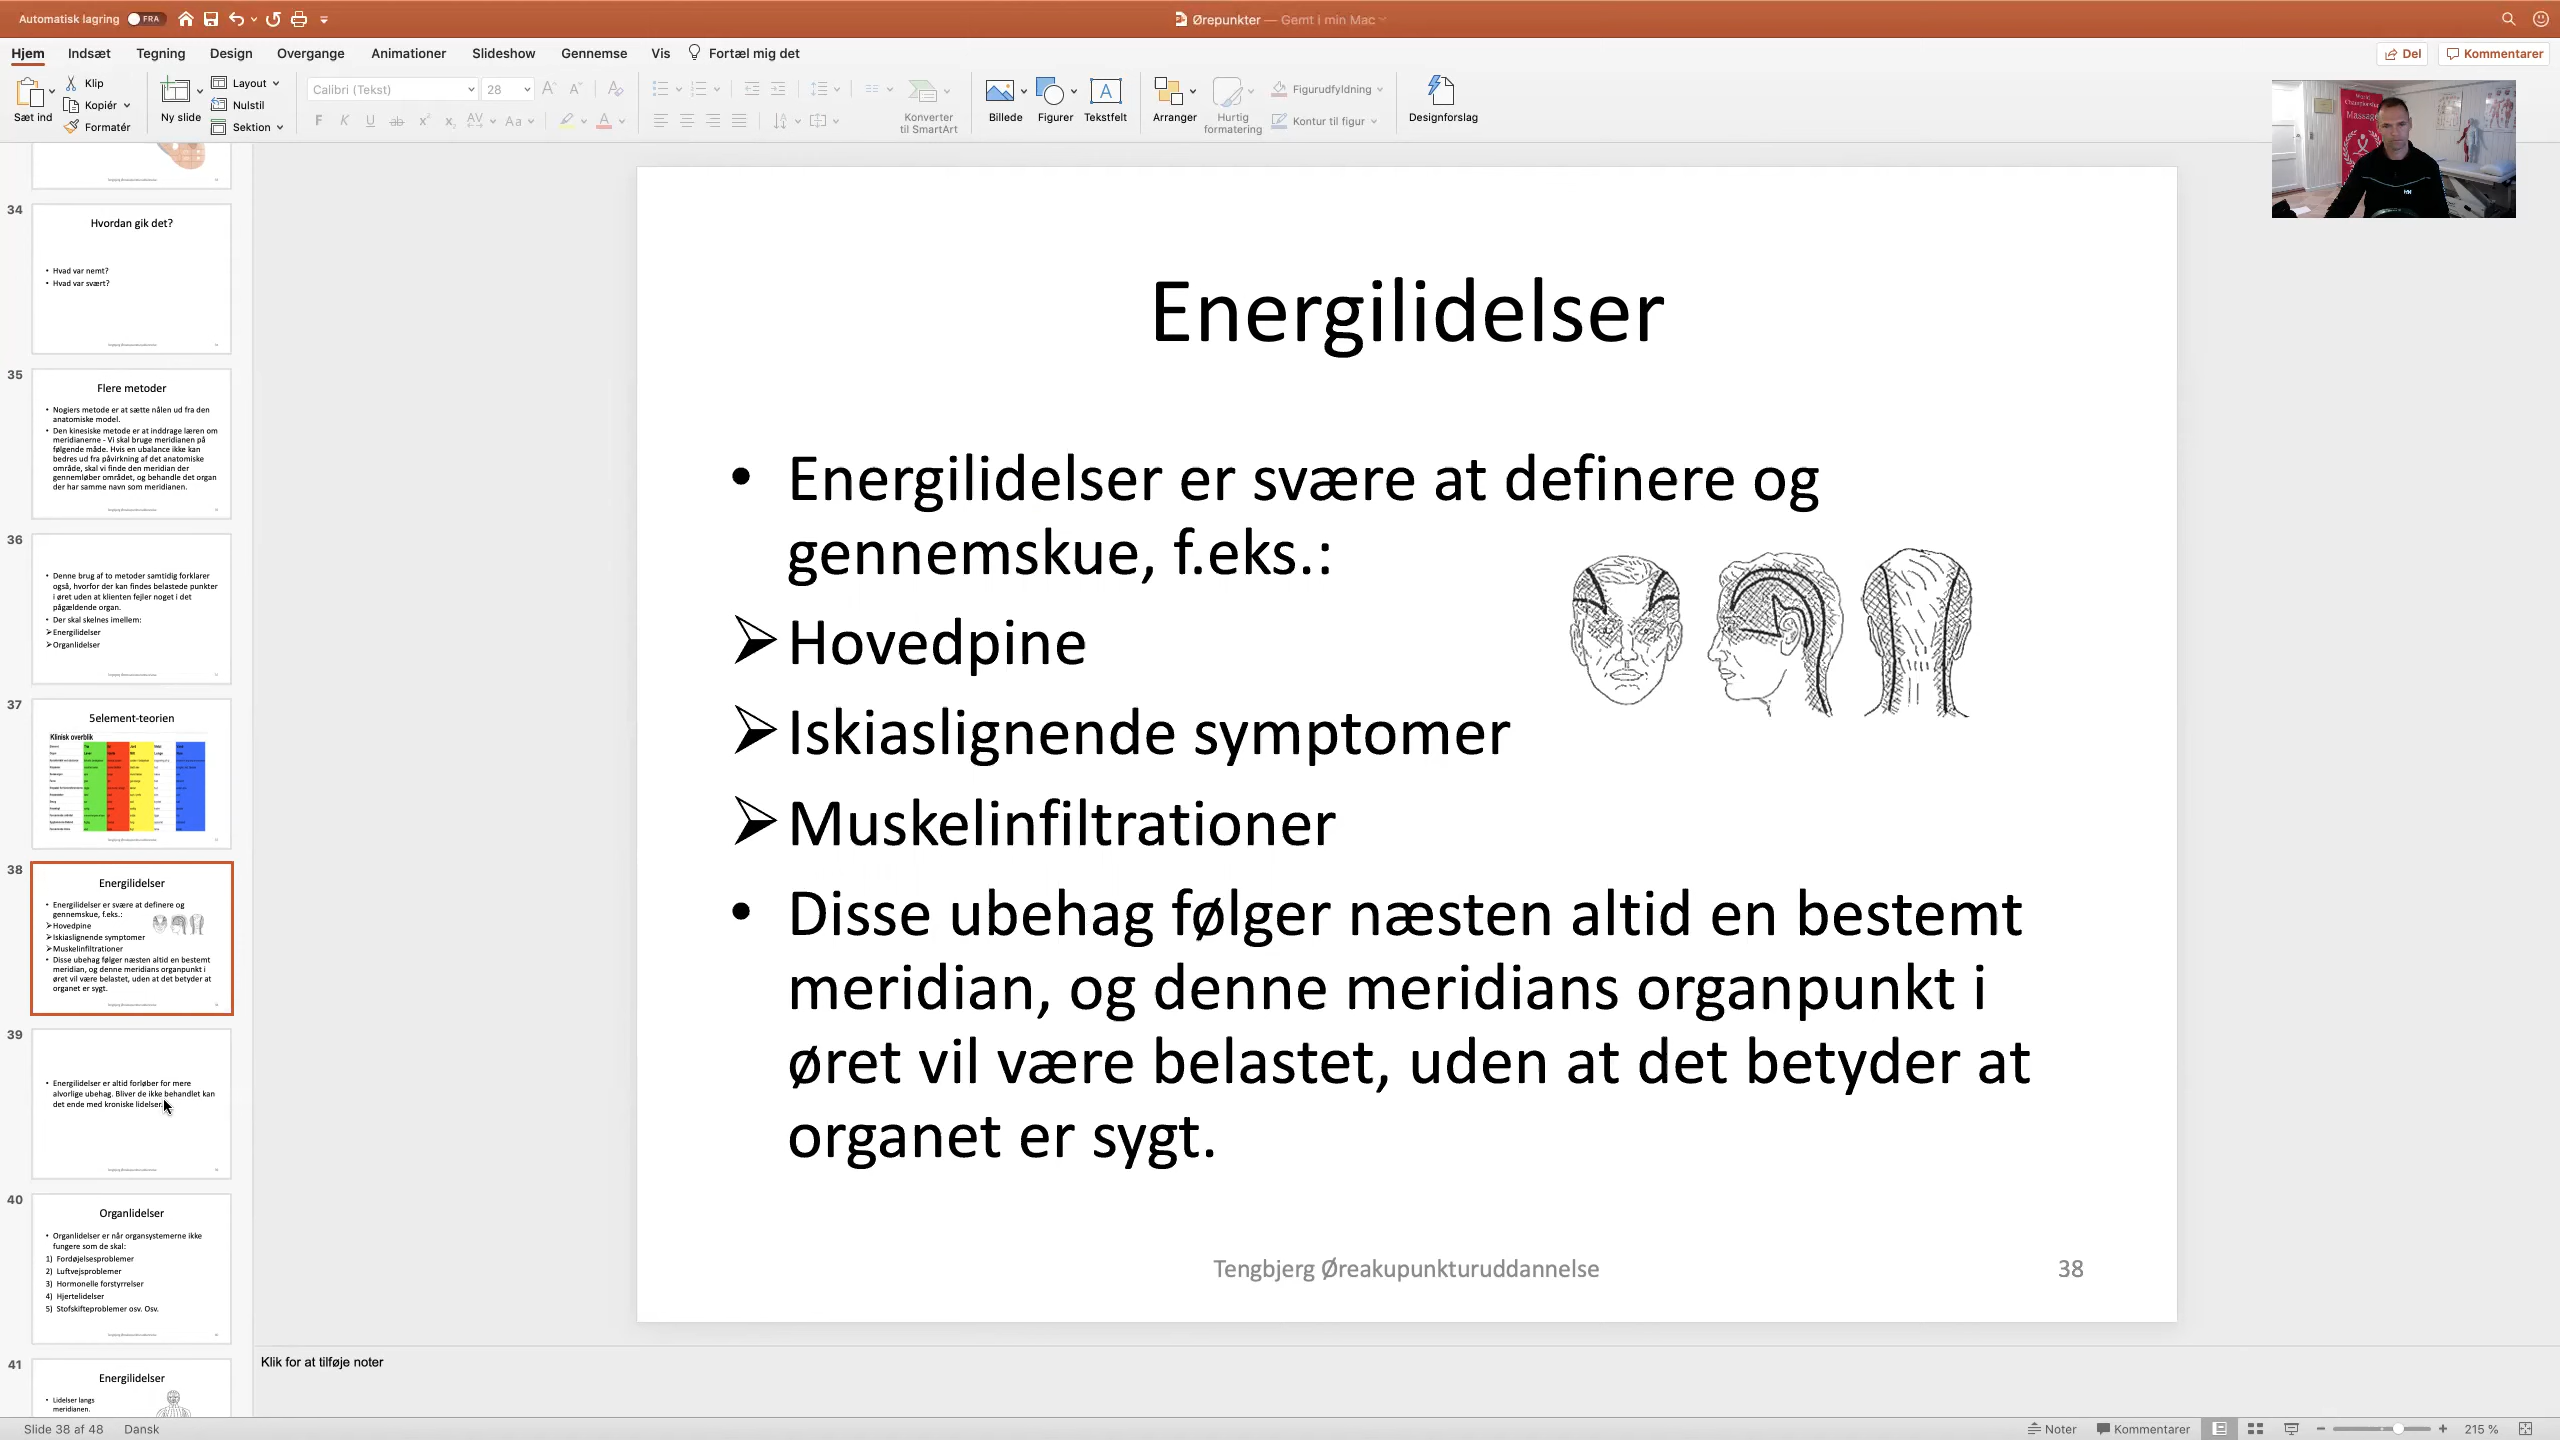 Automatisk lagring FRA
Ørepunkter — Gemt i min Mac
Hjem Indsæt Tegning Design Overgange Animationer Slideshow Gennemse Vis Fortæl mig det
Del Kommentarer
Sæt ind
Klip
Kopiér
Formatér
Ny slide
Layout
Nulstil
Sektion
Calibri (Tekst) 28
F K U ab x² x₂ AV Aa A
Konverter
til SmartArt
Billede
Figurer
Tekstfelt
Arranger
Hurtig
formatering
Figurudfyldning
Kontur til figur
Designforslag
World
Championship
Massage
34
Hvordan gik det?
• Hvad var nemt?
• Hvad var svært?
35
Flere metoder
• Nogiers metode er at sætte nålen ud fra den
anatomiske model.
• Den kinesiske metode er at inddrage læren om
meridianerne - Vi skal bruge meridianen på
følgende måde. Hvis en ubalance ikke kan
bedres ud fra påvirkning af det anatomiske
område, skal vi finde den meridian der
gennemløber området, og behandle det organ
der har samme navn som meridianen.
36
• Denne brug af to metoder samtidig forklarer
også, hvorfor der kan findes belastede punkter
i øret uden at klienten fejler noget i det
pågældende organ.
• Der skal skelnes imellem:
➢Energilidelser
➢Organlidelser
37
5element-teorien
Klinisk overblik
38
Energilidelser
• Energilidelser er svære at definere og
gennemskue, f.eks.:
➢Hovedpine
➢Iskiaslignende symptomer
➢Muskelinfiltrationer
• Disse ubehag følger næsten altid en bestemt
meridian, og denne meridians organpunkt i
øret vil være belastet, uden at det betyder at
organet er sygt.
39
• Energilidelser er altid forløber for mere
alvorlige ubehag. Bliver de ikke behandlet kan
det ende med kroniske lidelser.
40
Organlidelser
• Organlidelser er når organsystemerne ikke
fungere som de skal:
1) Fordøjelsesproblemer
2) Luftvejsproblemer
3) Hormonelle forstyrrelser
4) Hjertelidelser
5) Stofskifteproblemer osv. Osv.
41
Energilidelser
• Lidelser langs
meridianen.
Energilidelser
• Energilidelser er svære at definere og
gennemskue, f.eks.:
➢Hovedpine
➢Iskiaslignende symptomer
➢Muskelinfiltrationer
• Disse ubehag følger næsten altid en bestemt
meridian, og denne meridians organpunkt i
øret vil være belastet, uden at det betyder at
organet er sygt.
Tengbjerg Øreakupunkturuddannelse 38
Klik for at tilføje noter
Slide 38 af 48 Dansk
Noter Kommentarer 215 %